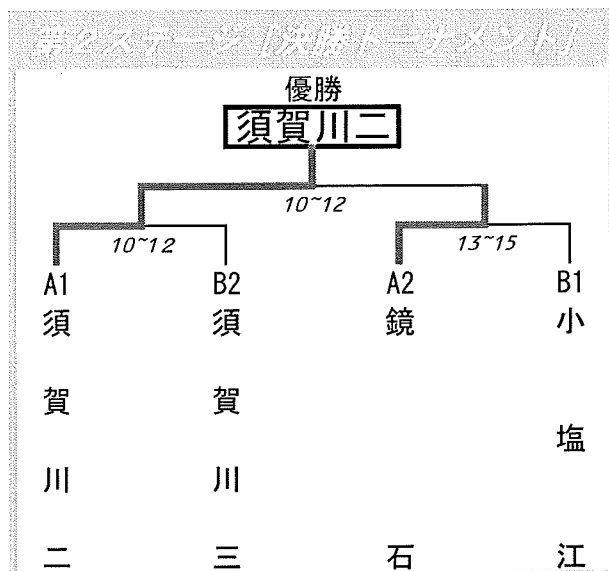 第2ステージ [決勝トーナメント]
優勝
須賀川二
10~12
10~12
13~15
A1
B2
A2
B1
須賀川二
須賀川三
鏡石
小塩江